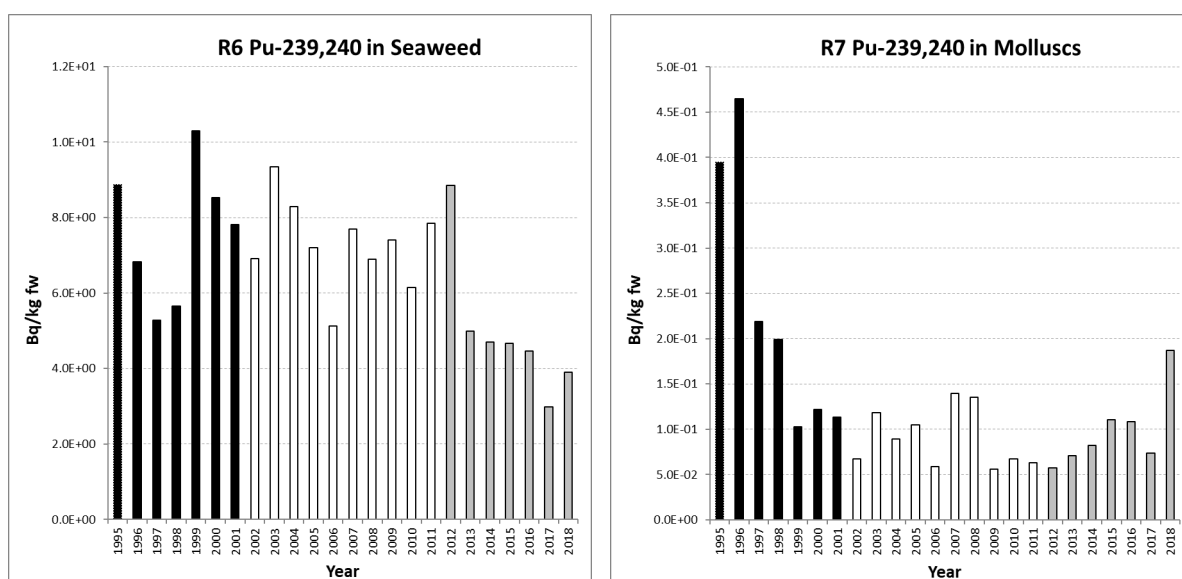 R6 Pu-239,240 in Seaweed
1.2E+01
1.0E+01
8.0E+00
6.0E+00
4.0E+00
2.0E+00
0.0E+00
Bq/kg fw
1995 1996 1997 1998 1999 2000 2001 2002 2003 2004 2005 2006 2007 2008 2009 2010 2011 2012 2013 2014 2015 2016 2017 2018
Year
R7 Pu-239,240 in Molluscs
5.0E-01
4.5E-01
4.0E-01
3.5E-01
3.0E-01
2.5E-01
2.0E-01
1.5E-01
1.0E-01
5.0E-02
0.0E+00
Bq/kg fw
1995 1996 1997 1998 1999 2000 2001 2002 2003 2004 2005 2006 2007 2008 2009 2010 2011 2012 2013 2014 2015 2016 2017 2018
Year